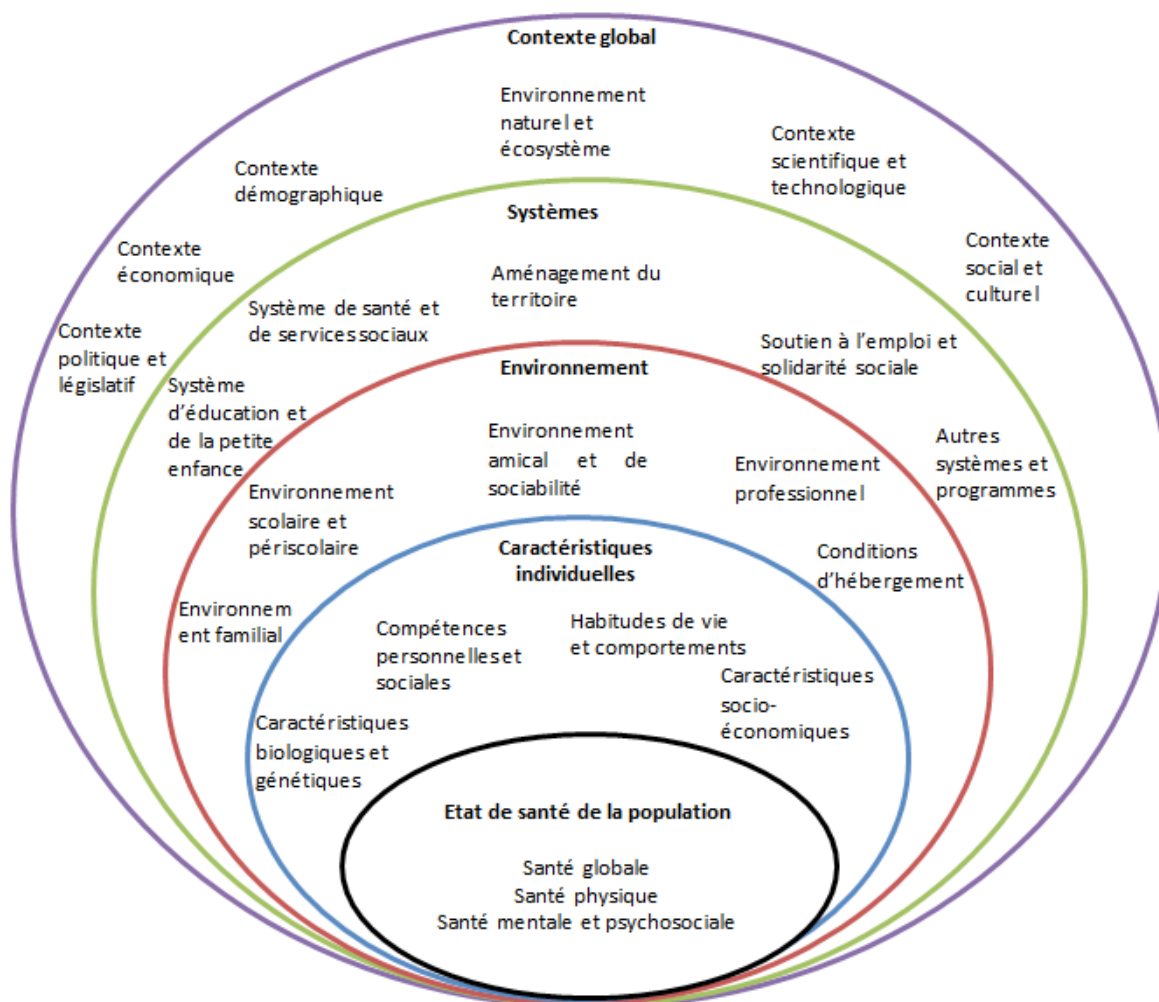 Contexte global
Environnement
naturel et
écosystème
Contexte
scientifique et
technologique
Contexte
démographique
Contexte
économique
Contexte
social et
culturel
Contexte
politique et
législatif
Systèmes
Aménagement du
territoire
Système de santé et
de services sociaux
Soutien à l'emploi et
solidarité sociale
Système
d'éducation et
de la petite
enfance
Autres
systèmes et
programmes
Environnement
Environnement
amical et de
sociabilité
Environnement
professionnel
Environnement
scolaire et
périscolaire
Conditions
d'hébergement
Environnem
ent familial
Caractéristiques
individuelles
Habitudes de vie
et comportements
Compétences
personnelles et
sociales
Caractéristiques
socio-
économiques
Caractéristiques
biologiques et
génétiques
Etat de santé de la population
Santé globale
Santé physique
Santé mentale et psychosociale